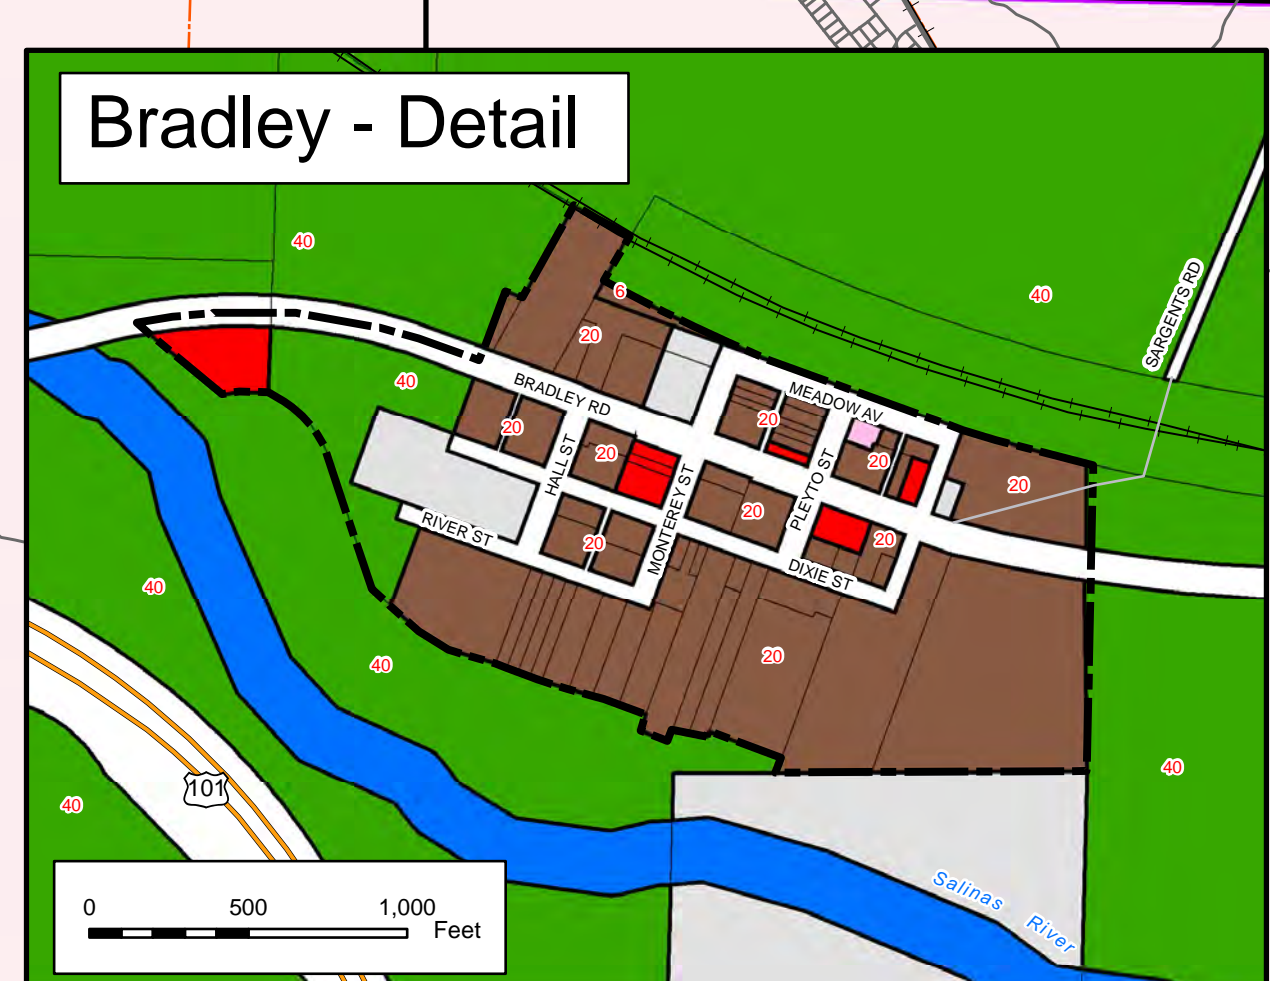 Bradley - Detail
40
40
SARGENTS RD
6
20
40
BRADLEY RD
MEADOW AV
20
20
20
20
20
HALL ST
MONTEREY ST
PLEYTO ST
20
RIVER ST
20
20
DIXIE ST
40
40
20
40
101
40
Salinas River
0 500 1,000
Feet